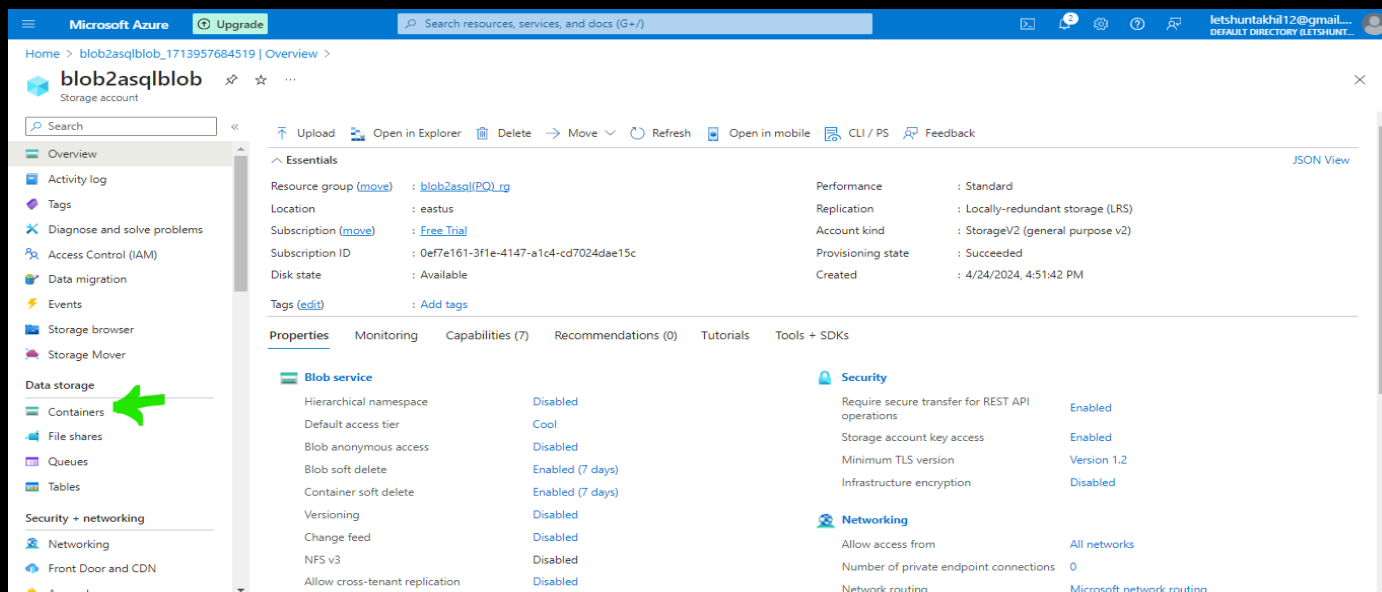 Microsoft Azure
Upgrade
Search resources, services, and docs (G+/)
2
letshuntakhil12@gmail....
DEFAULT DIRECTORY (LETSHUNT...
Home > blob2asqlblob_1713957684519 | Overview >
blob2asqlblob
Storage account
Search
«
Overview
Activity log
Tags
Diagnose and solve problems
Access Control (IAM)
Data migration
Events
Storage browser
Storage Mover
Data storage
Containers
File shares
Queues
Tables
Security + networking
Networking
Front Door and CDN
Upload Open in Explorer Delete Move Refresh Open in mobile CLI / PS Feedback
Essentials
JSON View
Resource group (move) : blob2asql(PQ)_rg
Location : eastus
Subscription (move) : Free Trial
Subscription ID : 0ef7e161-3f1e-4147-a1c4-cd7024dae15c
Disk state : Available
Tags (edit) : Add tags
Performance : Standard
Replication : Locally-redundant storage (LRS)
Account kind : StorageV2 (general purpose v2)
Provisioning state : Succeeded
Created : 4/24/2024, 4:51:42 PM
Properties Monitoring Capabilities (7) Recommendations (0) Tutorials Tools + SDKs
Blob service
Hierarchical namespace Disabled
Default access tier Cool
Blob anonymous access Disabled
Blob soft delete Enabled (7 days)
Container soft delete Enabled (7 days)
Versioning Disabled
Change feed Disabled
NFS v3 Disabled
Allow cross-tenant replication Disabled
Security
Require secure transfer for REST API
operations Enabled
Storage account key access Enabled
Minimum TLS version Version 1.2
Infrastructure encryption Disabled
Networking
Allow access from All networks
Number of private endpoint connections 0
Network routing Microsoft network routing